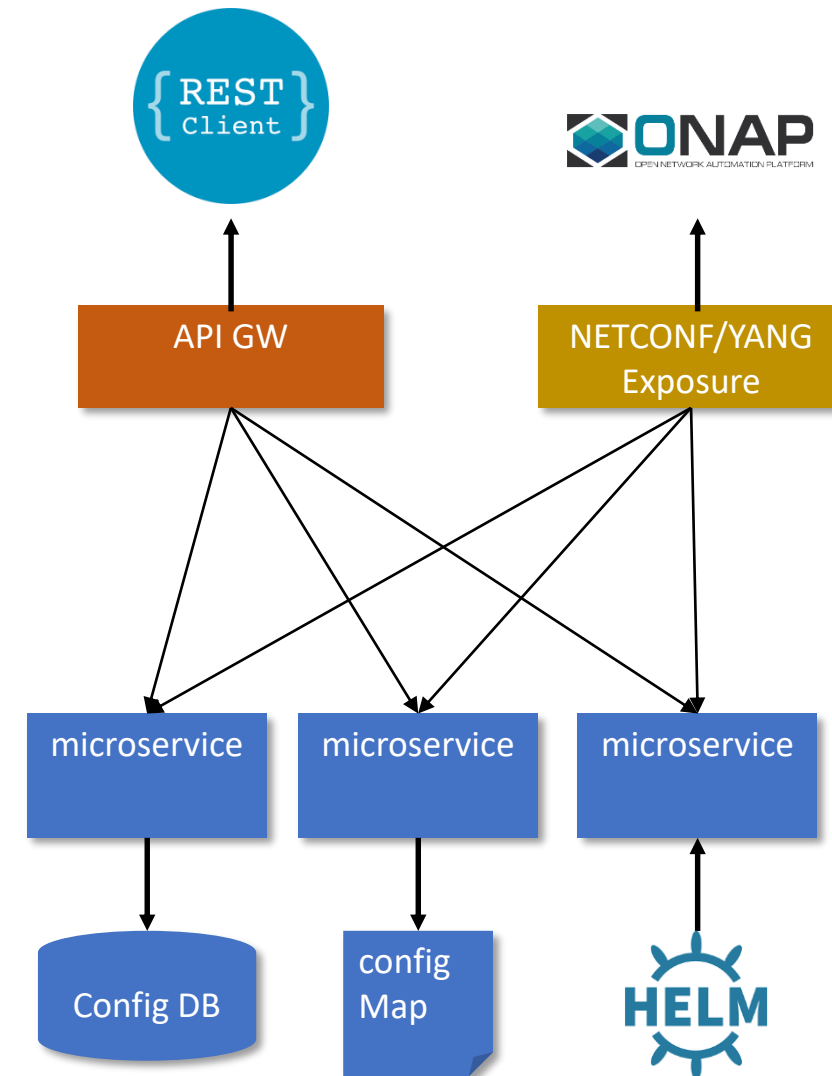 { REST
Client }
ONAP
OPEN NETWORK AUTOMATION PLATFORM
API GW
NETCONF/YANG
Exposure
microservice
microservice
microservice
Config DB
config
Map
HELM